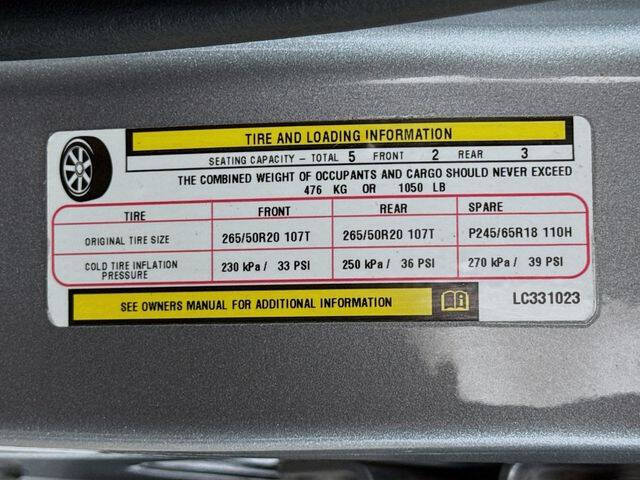 TIRE AND LOADING INFORMATION
SEATING CAPACITY - TOTAL 5 FRONT 2 REAR 3
THE COMBINED WEIGHT OF OCCUPANTS AND CARGO SHOULD NEVER EXCEED
476 KG OR 1050 LB
TIRE FRONT REAR SPARE
ORIGINAL TIRE SIZE 265/50R20 107T 265/50R20 107T P245/65R18 110H
COLD TIRE INFLATION PRESSURE 230 kPa / 33 PSI 250 kPa / 36 PSI 270 kPa / 39 PSI
SEE OWNERS MANUAL FOR ADDITIONAL INFORMATION LC331023